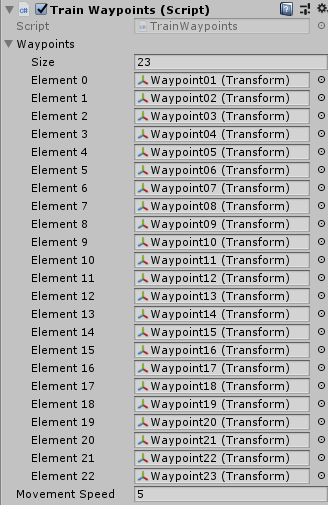 Train Waypoints (Script)
Script TrainWaypoints
Waypoints
Size 23
Element 0 Waypoint01 (Transform)
Element 1 Waypoint02 (Transform)
Element 2 Waypoint03 (Transform)
Element 3 Waypoint04 (Transform)
Element 4 Waypoint05 (Transform)
Element 5 Waypoint06 (Transform)
Element 6 Waypoint07 (Transform)
Element 7 Waypoint08 (Transform)
Element 8 Waypoint09 (Transform)
Element 9 Waypoint10 (Transform)
Element 10 Waypoint11 (Transform)
Element 11 Waypoint12 (Transform)
Element 12 Waypoint13 (Transform)
Element 13 Waypoint14 (Transform)
Element 14 Waypoint15 (Transform)
Element 15 Waypoint16 (Transform)
Element 16 Waypoint17 (Transform)
Element 17 Waypoint18 (Transform)
Element 18 Waypoint19 (Transform)
Element 19 Waypoint20 (Transform)
Element 20 Waypoint21 (Transform)
Element 21 Waypoint22 (Transform)
Element 22 Waypoint23 (Transform)
Movement Speed 5